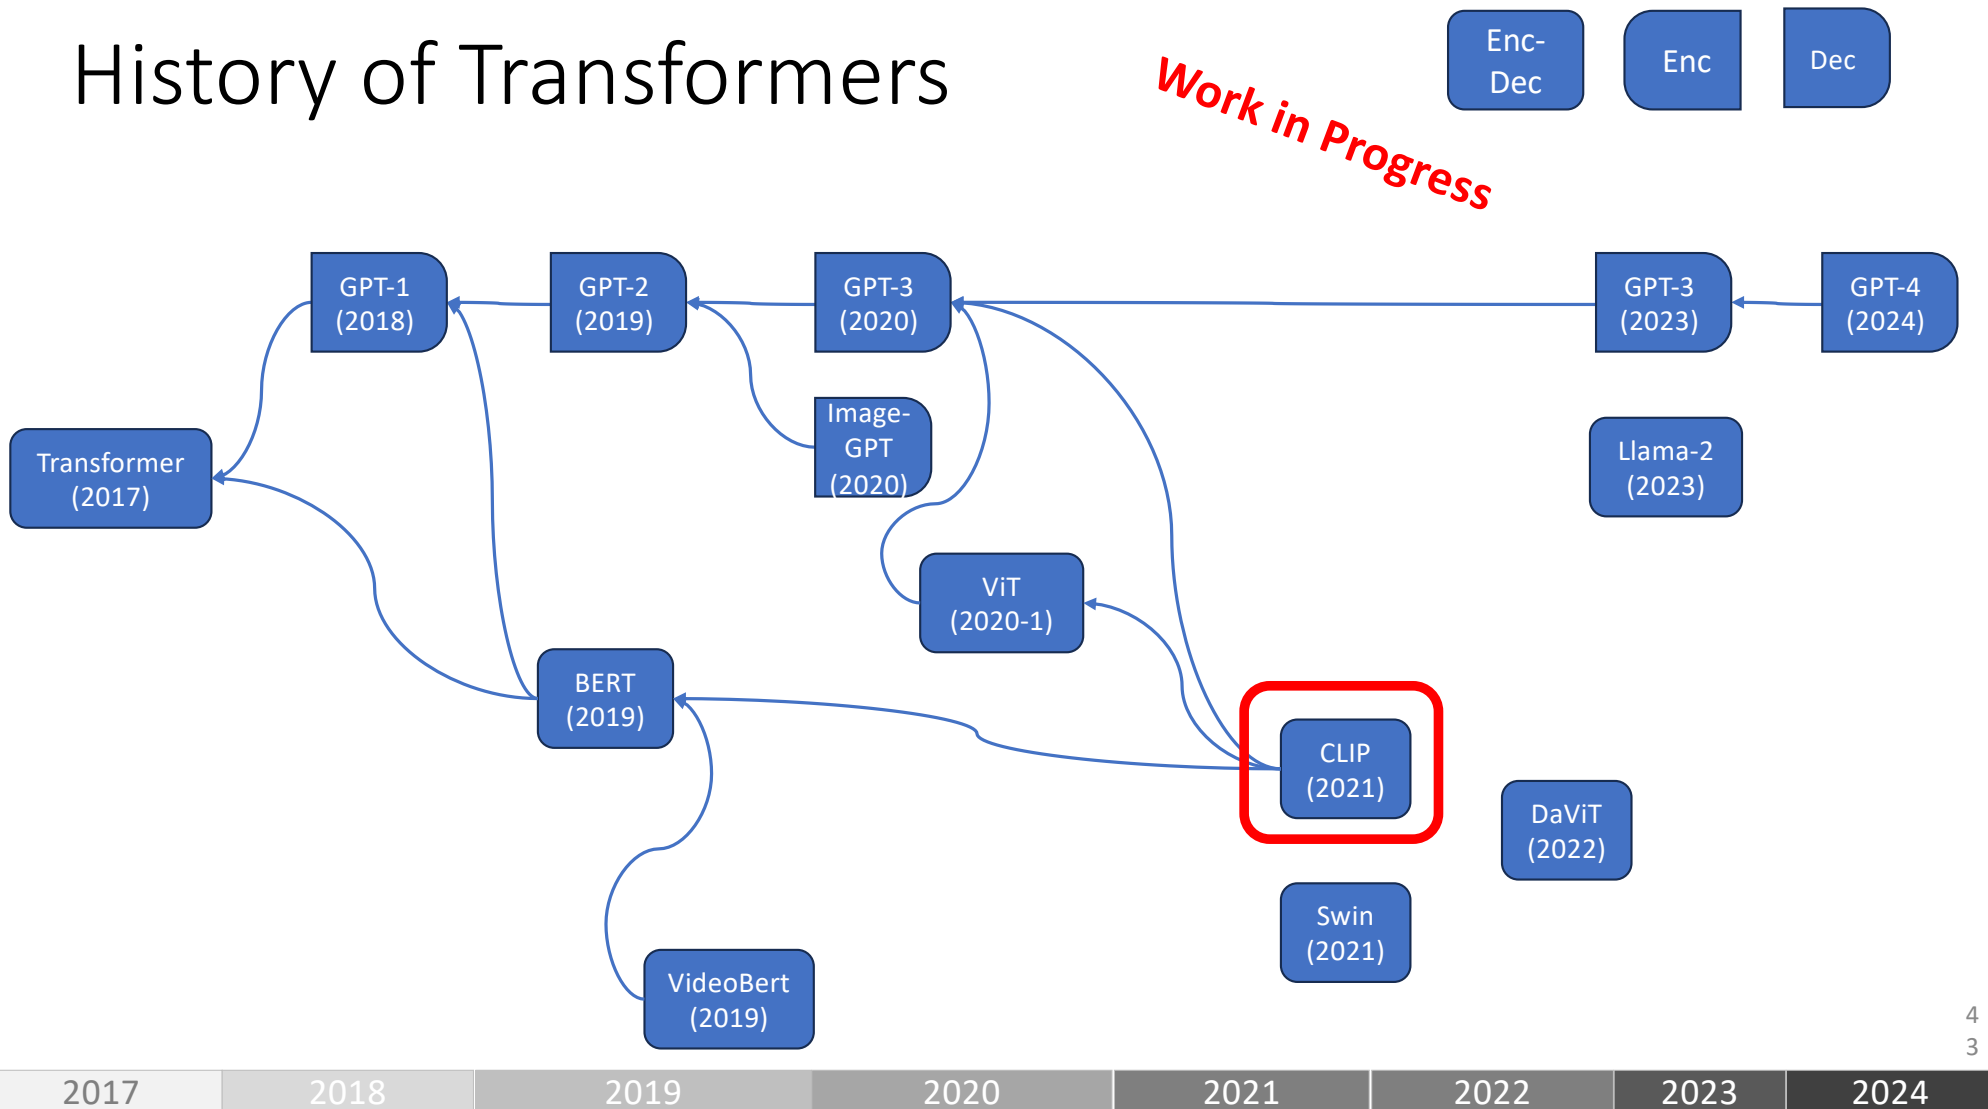 History of Transformers
Work in Progress
Enc-
Dec
Enc
Dec
GPT-1
(2018)
GPT-2
(2019)
GPT-3
(2020)
GPT-3
(2023)
GPT-4
(2024)
Image-
GPT
(2020)
Transformer
(2017)
Llama-2
(2023)
ViT
(2020-1)
BERT
(2019)
CLIP
(2021)
DaViT
(2022)
Swin
(2021)
VideoBert
(2019)
4
3
2017
2018
2019
2020
2021
2022
2023
2024